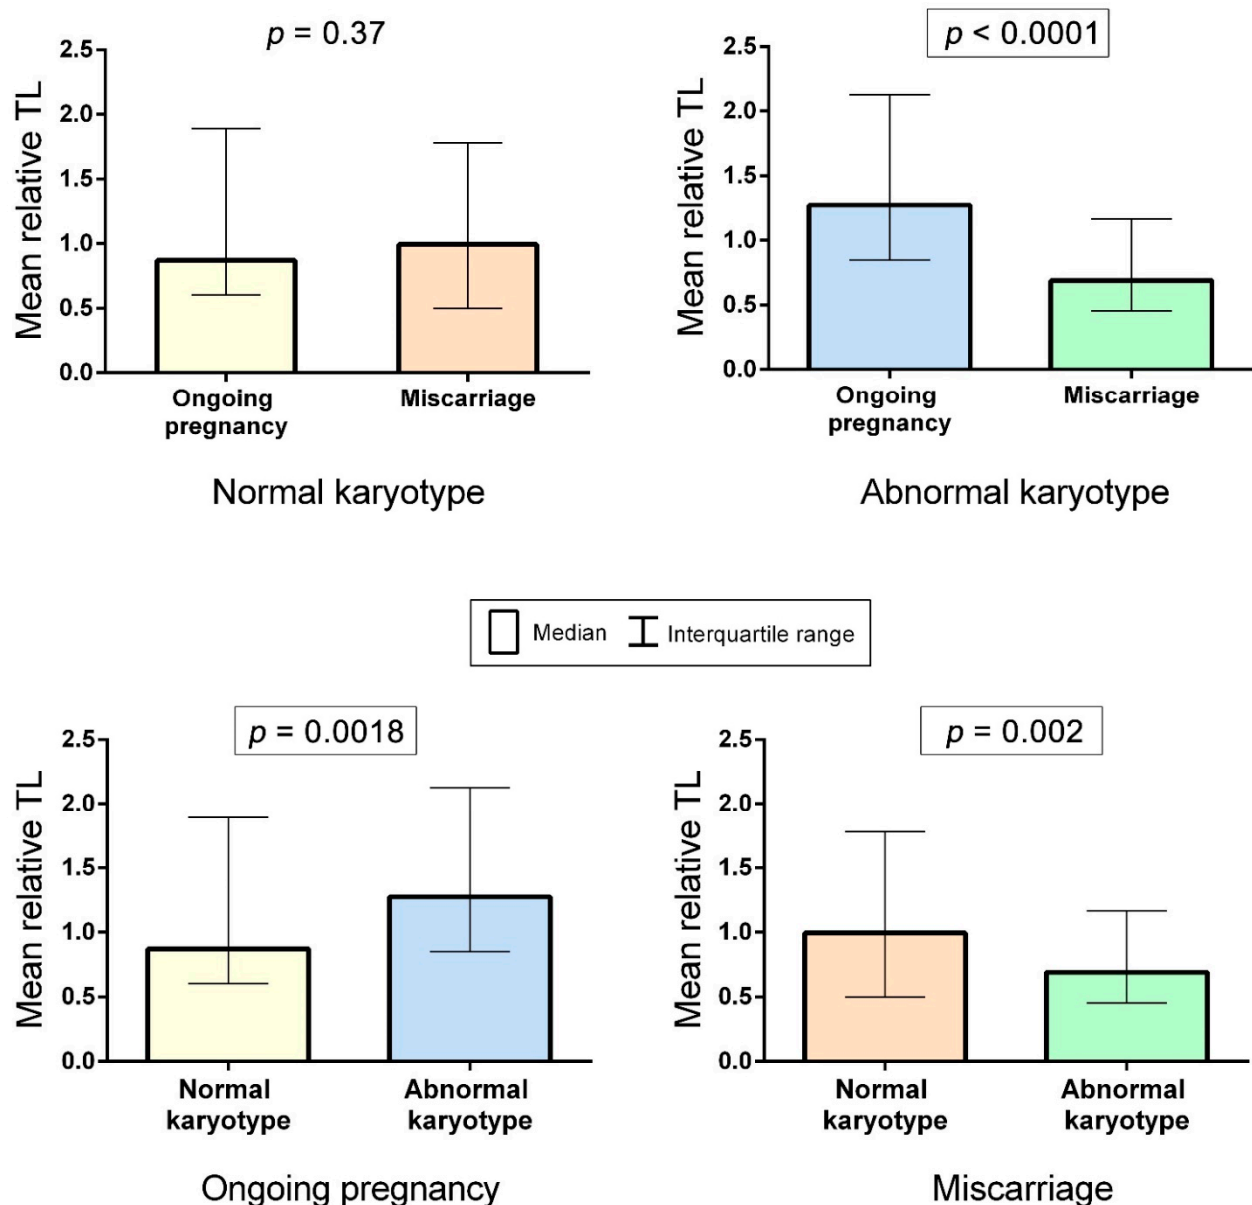 p = 0.37
Mean relative TL
2.5
2.0
1.5
1.0
0.5
0.0
Ongoing
pregnancy
Miscarriage
Normal karyotype
p < 0.0001
Mean relative TL
2.5
2.0
1.5
1.0
0.5
0.0
Ongoing
pregnancy
Miscarriage
Abnormal karyotype
Median
Interquartile range
p = 0.0018
Mean relative TL
2.5
2.0
1.5
1.0
0.5
0.0
Normal
karyotype
Abnormal
karyotype
Ongoing pregnancy
p = 0.002
Mean relative TL
2.5
2.0
1.5
1.0
0.5
0.0
Normal
karyotype
Abnormal
karyotype
Miscarriage